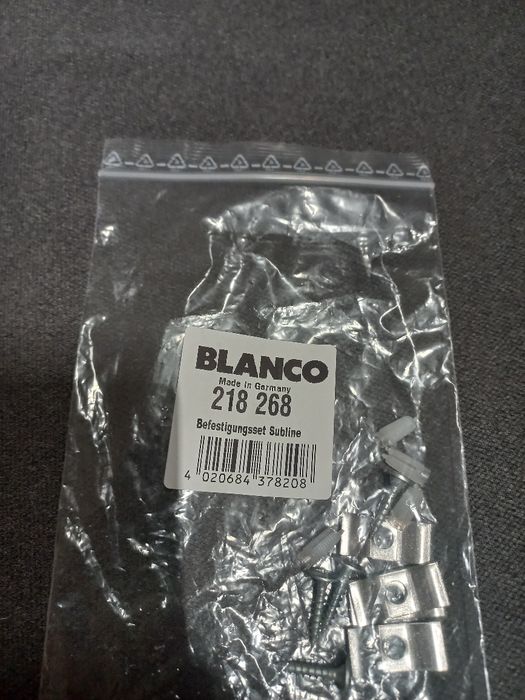 BLANCO
Made in Germany
218 268
Befestigungsset Subline
4 020684 378208